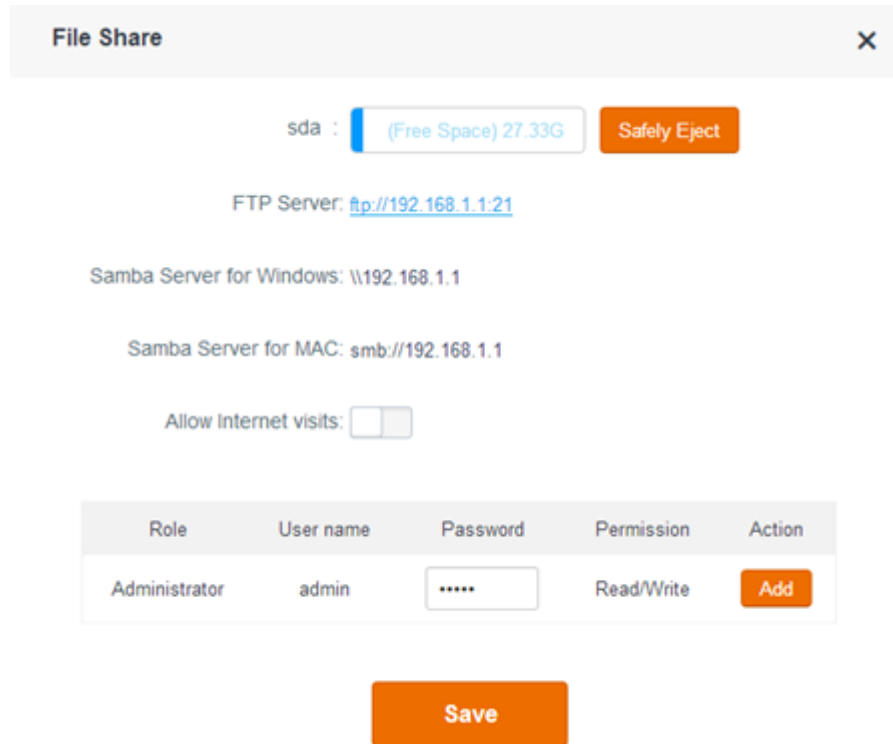 File Share
sda : (Free Space) 27.33G Safely Eject
FTP Server: ftp://192.168.1.1:21
Samba Server for Windows: \\192.168.1.1
Samba Server for MAC: smb://192.168.1.1
Allow Internet visits:
Role User name Password Permission Action
Administrator admin ••••• Read/Write Add
Save